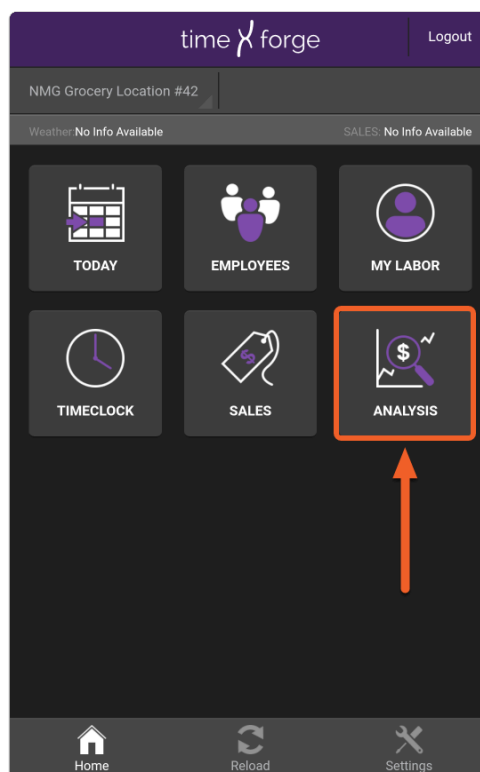 time forge
Logout
NMG Grocery Location #42
Weather:No Info Available
SALES: No Info Available
TODAY
EMPLOYEES
MY LABOR
TIMECLOCK
$
SALES
$
ANALYSIS
Home
Reload
Settings